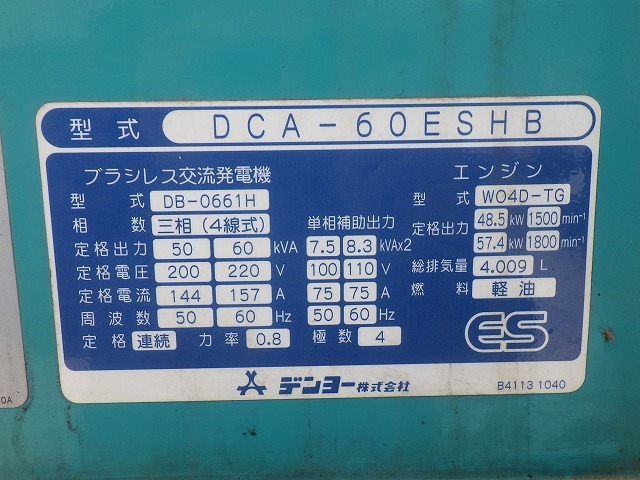 型式 DCA-60ESHB
ブラシレス交流発電機
型式 DB-0661H
相数 三相(4線式)
定格出力 50 60 kVA
定格電圧 200 220 V
定格電流 144 157 A
周波数 50 60 Hz
定格 連続 力率 0.8 極数 4
単相補助出力
7.5 8.3 kVAx2
100 110 V
75 75 A
50 60 Hz
エンジン
型式 W04D-TG
定格出力 48.5 kW 1500 min⁻¹
57.4 kW 1800 min⁻¹
総排気量 4.009 L
燃料 軽油
ES
デンヨー株式会社
B4113 1040
0A